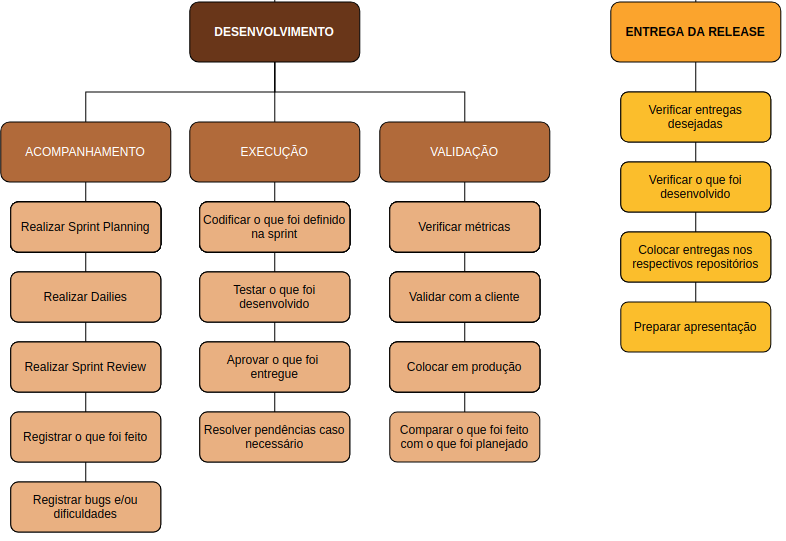 DESENVOLVIMENTO
ENTREGA DA RELEASE
ACOMPANHAMENTO
Realizar Sprint Planning
Realizar Dailies
Realizar Sprint Review
Registrar o que foi feito
Registrar bugs e/ou
dificuldades
EXECUÇÃO
Codificar o que foi definido
na sprint
Testar o que foi
desenvolvido
Aprovar o que foi
entregue
Resolver pendências caso
necessário
VALIDAÇÃO
Verificar métricas
Validar com a cliente
Colocar em produção
Comparar o que foi feito
com o que foi planejado
Verificar entregas
desejadas
Verificar o que foi
desenvolvido
Colocar entregas nos
respectivos repositórios
Preparar apresentação